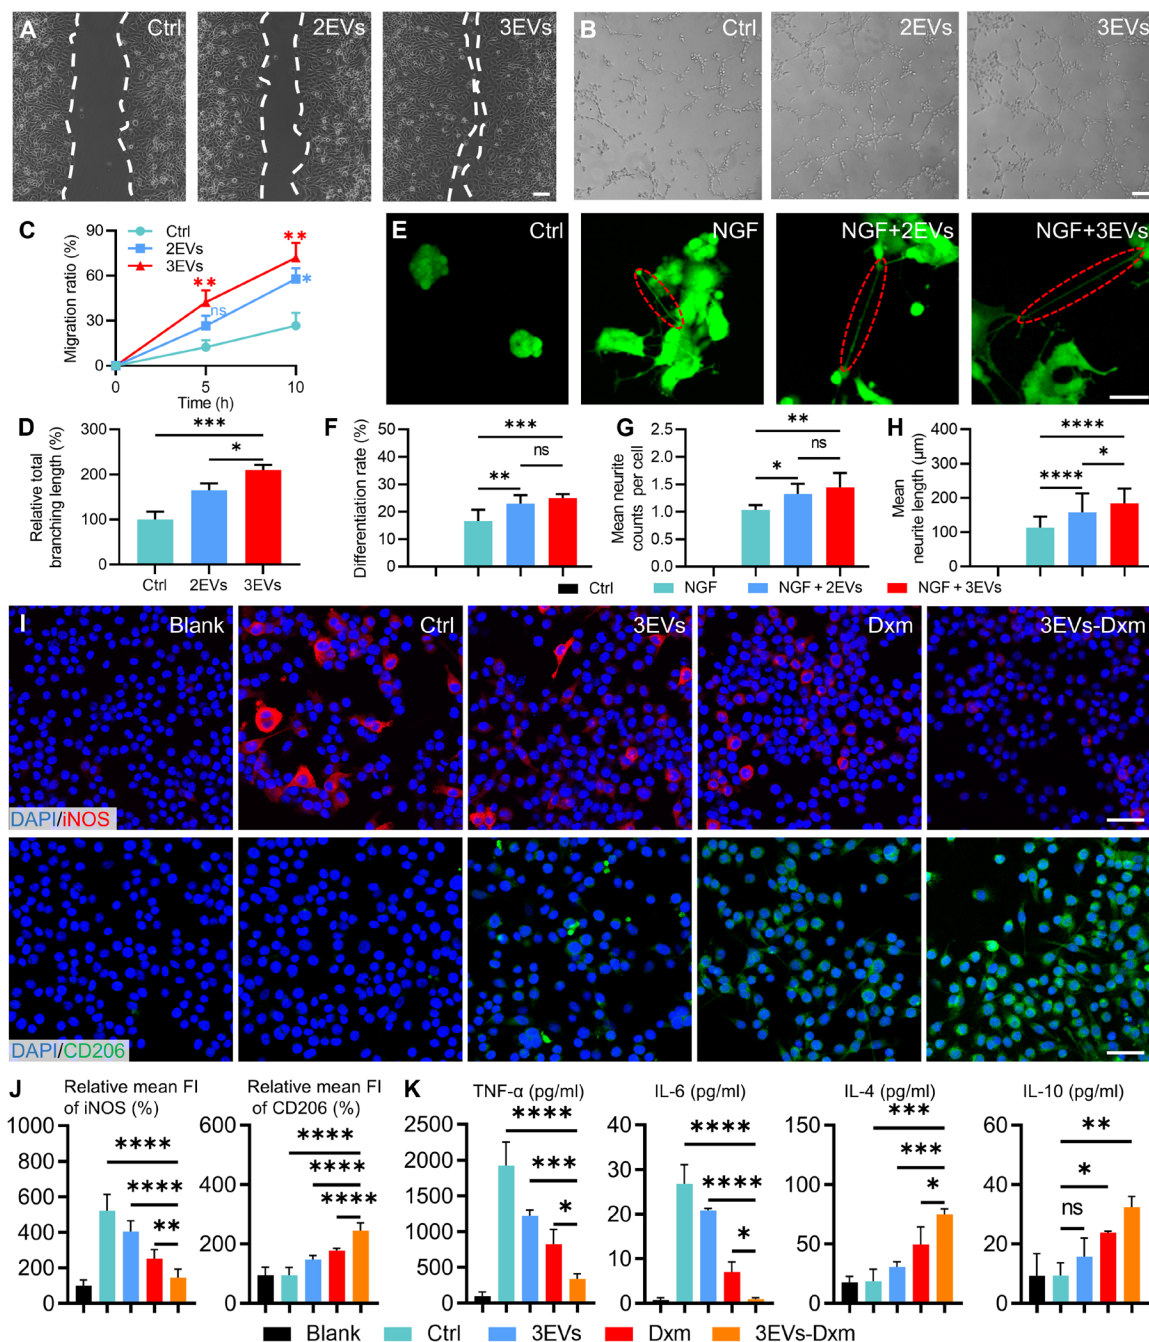 A Ctrl 2EVs 3EVs
B Ctrl 2EVs 3EVs
C
Ctrl
2EVs
3EVs
Migration ratio (%)
90
60
30
0
** ** * ns
0 5 10
Time (h)
E Ctrl NGF NGF+2EVs NGF+3EVs
D
Relative total
branching length (%)
300
200
100
0
***
*
Ctrl 2EVs 3EVs
F
Differentiation rate (%)
50
40
30
20
10
0
***
ns
**
G
Mean neurite
counts per cell
2.5
2.0
1.5
1.0
0.5
0.0
**
ns
*
H
Mean
neurite length (μm)
400
300
200
100
0
****
*
****
Ctrl NGF NGF + 2EVs NGF + 3EVs
I Blank Ctrl 3EVs Dxm 3EVs-Dxm
DAPI/iNOS
DAPI/CD206
J
Relative mean FI
of iNOS (%)
1000
800
600
400
200
0
****
****
**
Relative mean FI
of CD206 (%)
600
400
200
0
****
****
****
K
TNF-α (pg/ml)
2500
2000
1500
1000
500
0
****
***
*
IL-6 (pg/ml)
40
30
20
10
0
****
****
*
IL-4 (pg/ml)
150
100
50
0
***
***
*
IL-10 (pg/ml)
60
40
20
0
**
*
ns
Blank Ctrl 3EVs Dxm 3EVs-Dxm